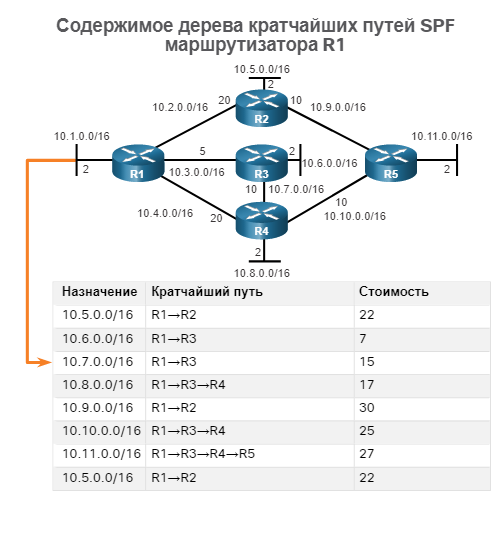 Содержимое дерева кратчайших путей SPF
маршрутизатора R1
10.5.0.0/16
2
10.2.0.0/16 20 10 10.9.0.0/16
R2
10.1.0.0/16 10.11.0.0/16
5 2
2 R1 R3 10.6.0.0/16 R5 2
10.3.0.0/16
10 10.7.0.0/16
10.4.0.0/16 20 10
10.10.0.0/16
R4
2
10.8.0.0/16
Назначение Кратчайший путь Стоимость
10.5.0.0/16 R1→R2 22
10.6.0.0/16 R1→R3 7
10.7.0.0/16 R1→R3 15
10.8.0.0/16 R1→R3→R4 17
10.9.0.0/16 R1→R2 30
10.10.0.0/16 R1→R3→R4 25
10.11.0.0/16 R1→R3→R4→R5 27
10.5.0.0/16 R1→R2 22